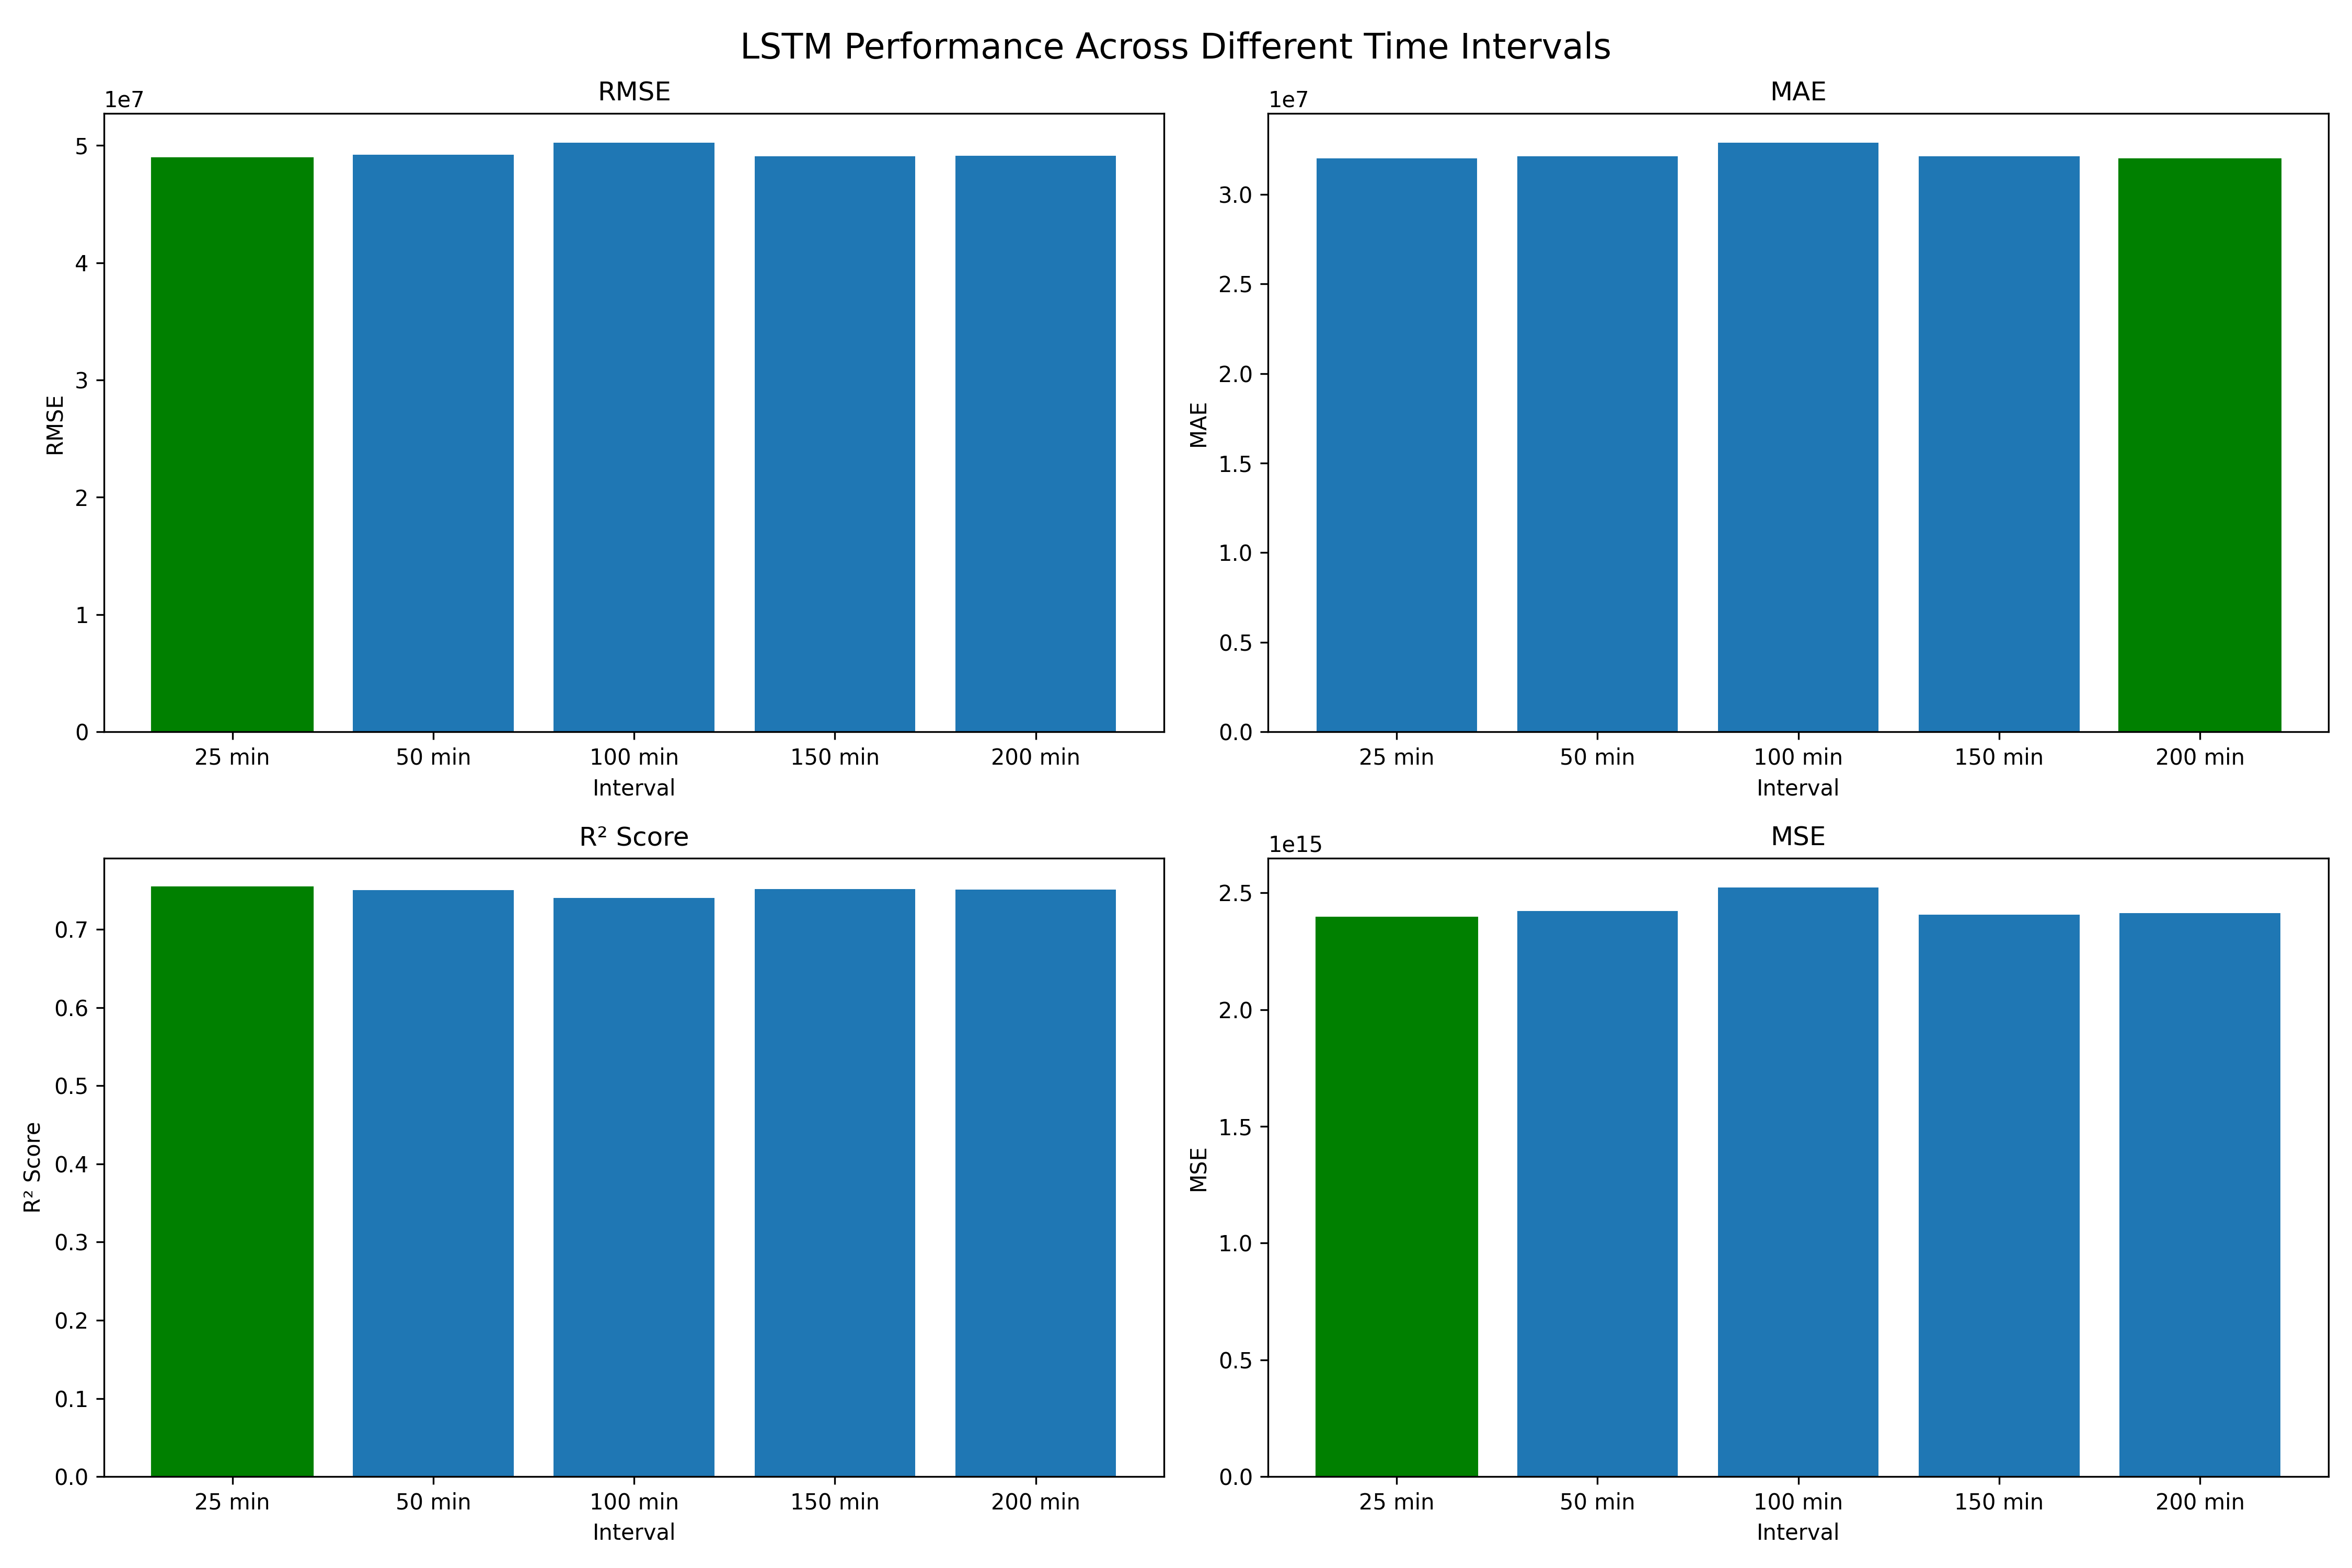 LSTM Performance Across Different Time Intervals
RMSE
1e7
5
4
3
2
1
0
RMSE
25 min 50 min 100 min 150 min 200 min
Interval
MAE
1e7
3.0
2.5
2.0
1.5
1.0
0.5
0.0
MAE
25 min 50 min 100 min 150 min 200 min
Interval
R² Score
0.7
0.6
0.5
0.4
0.3
0.2
0.1
0.0
R² Score
25 min 50 min 100 min 150 min 200 min
Interval
MSE
1e15
2.5
2.0
1.5
1.0
0.5
0.0
MSE
25 min 50 min 100 min 150 min 200 min
Interval